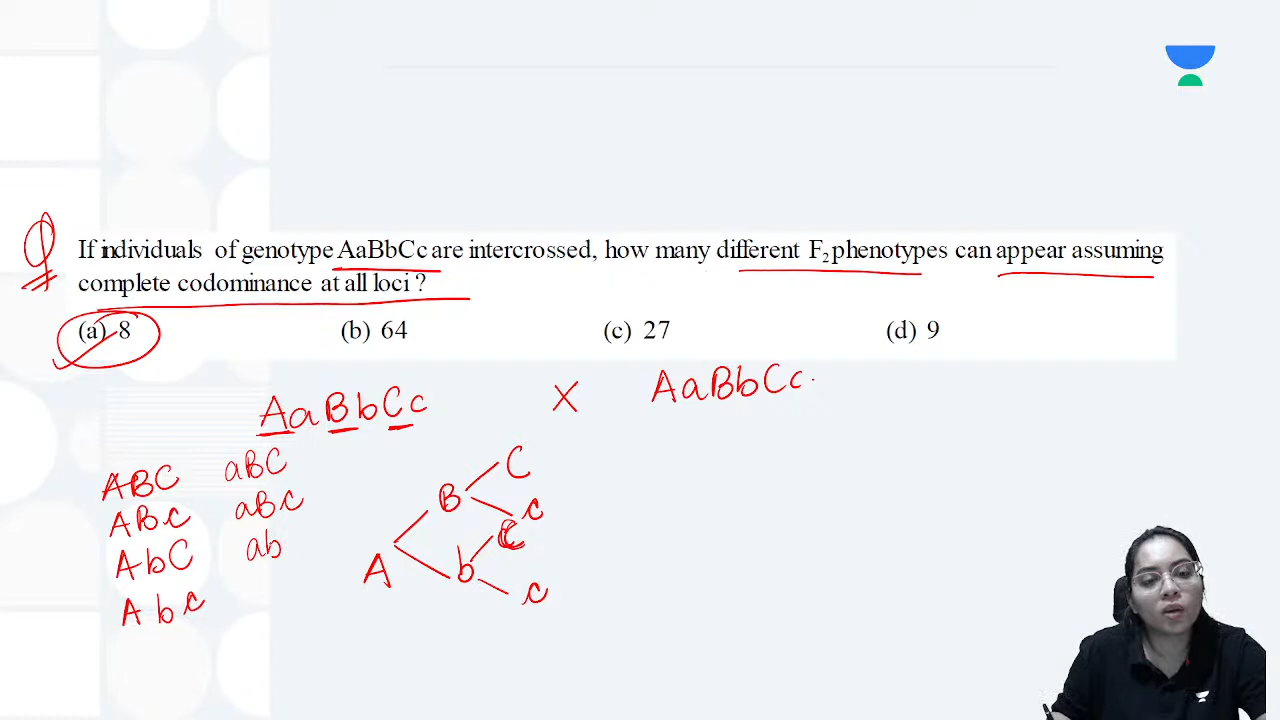 Q
If individuals of genotype AaBbCc are intercrossed, how many different F₂ phenotypes can appear assuming
complete codominance at all loci ?
(a) 8 (b) 64 (c) 27 (d) 9
AaBbCc X AaBbCc
ABC aBC
ABc aBc
AbC ab
Abc
A
B
C
c
b
C
c